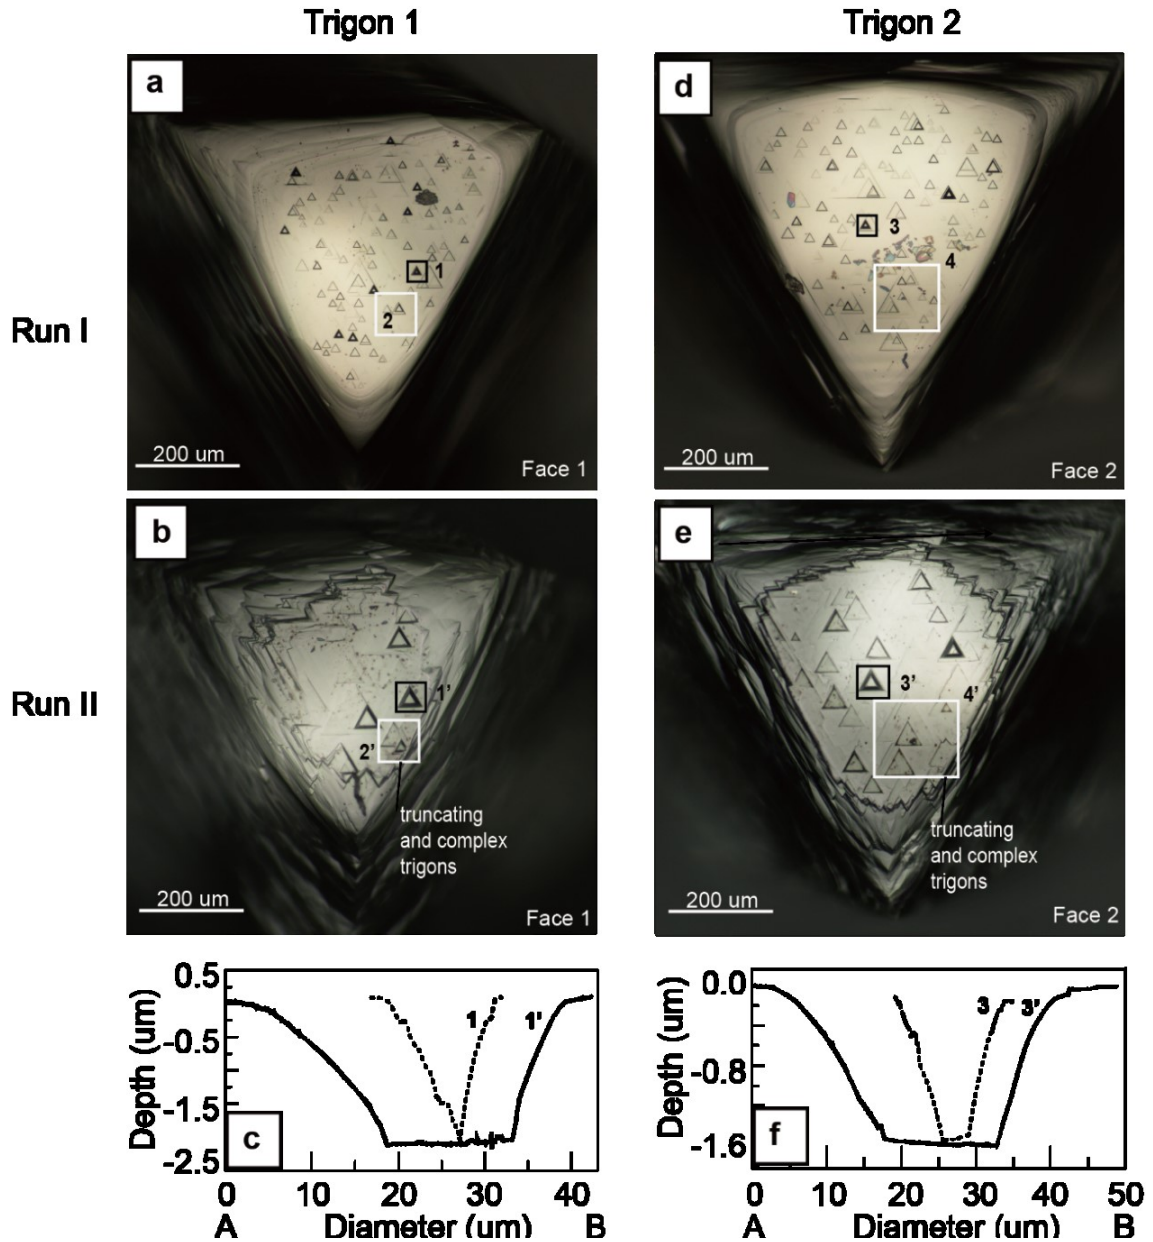 Trigon 1
Trigon 2
a
d
Run I
1
2
3
4
200 um
Face 1
200 um
Face 2
b
e
Run II
1'
2'
3'
4'
truncating
and complex
trigons
truncating
and complex
trigons
200 um
Face 1
200 um
Face 2
Depth (um)
0.5
-0.5
-1.5
-2.5
1
1'
c
0 10 20 30 40
A Diameter (um) B
Depth (um)
0.0
-0.8
-1.6
3
3'
f
0 10 20 30 40 50
A Diameter (um) B